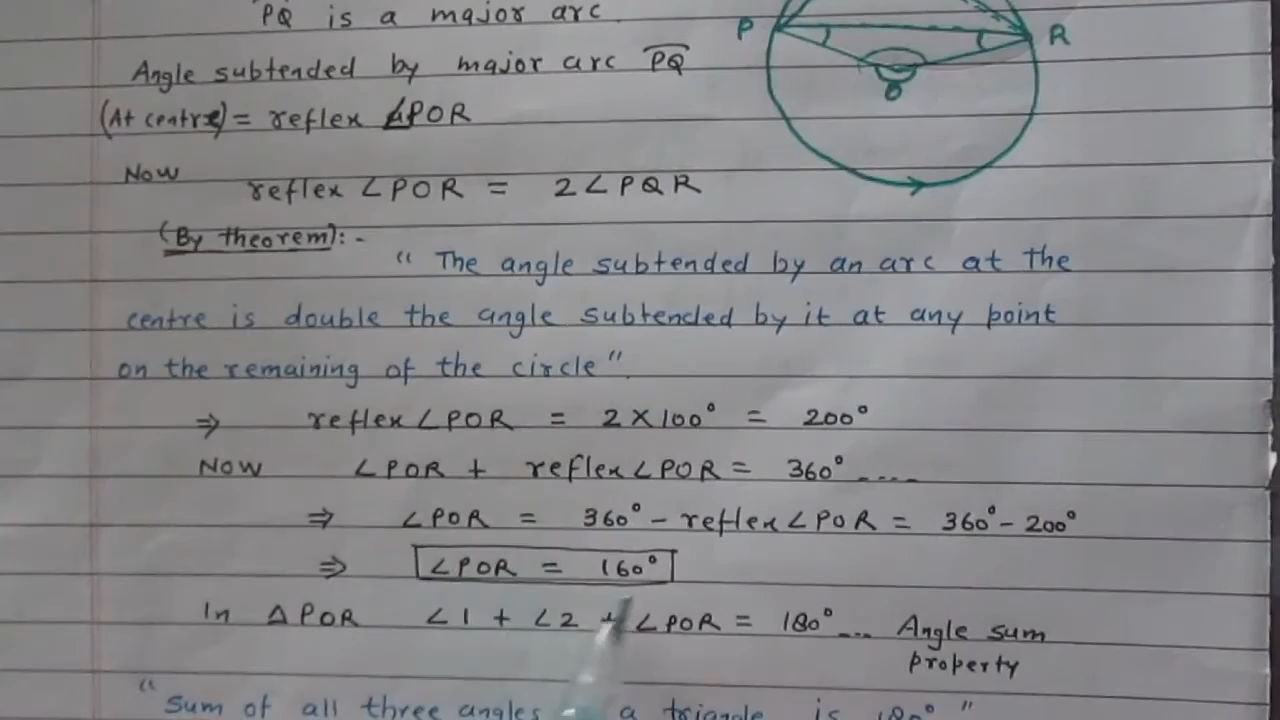 PQ is a major arc
Angle subtended by major arc PQ
(At centre) = reflex ∠POR
Now
reflex ∠POR = 2∠PQR
(By theorem):-
"The angle subtended by an arc at the
centre is double the angle subtended by it at any point
on the remaining of the circle".
⇒ reflex ∠POR = 2×100° = 200°
Now ∠POR + reflex ∠POR = 360° ....
⇒ ∠POR = 360° - reflex ∠POR = 360° - 200°
⇒ ∠POR = 160°
In △POR ∠1 + ∠2 + ∠POR = 180° ... Angle sum
property
"Sum of all three angles a triangle is 180°"
P
R
O